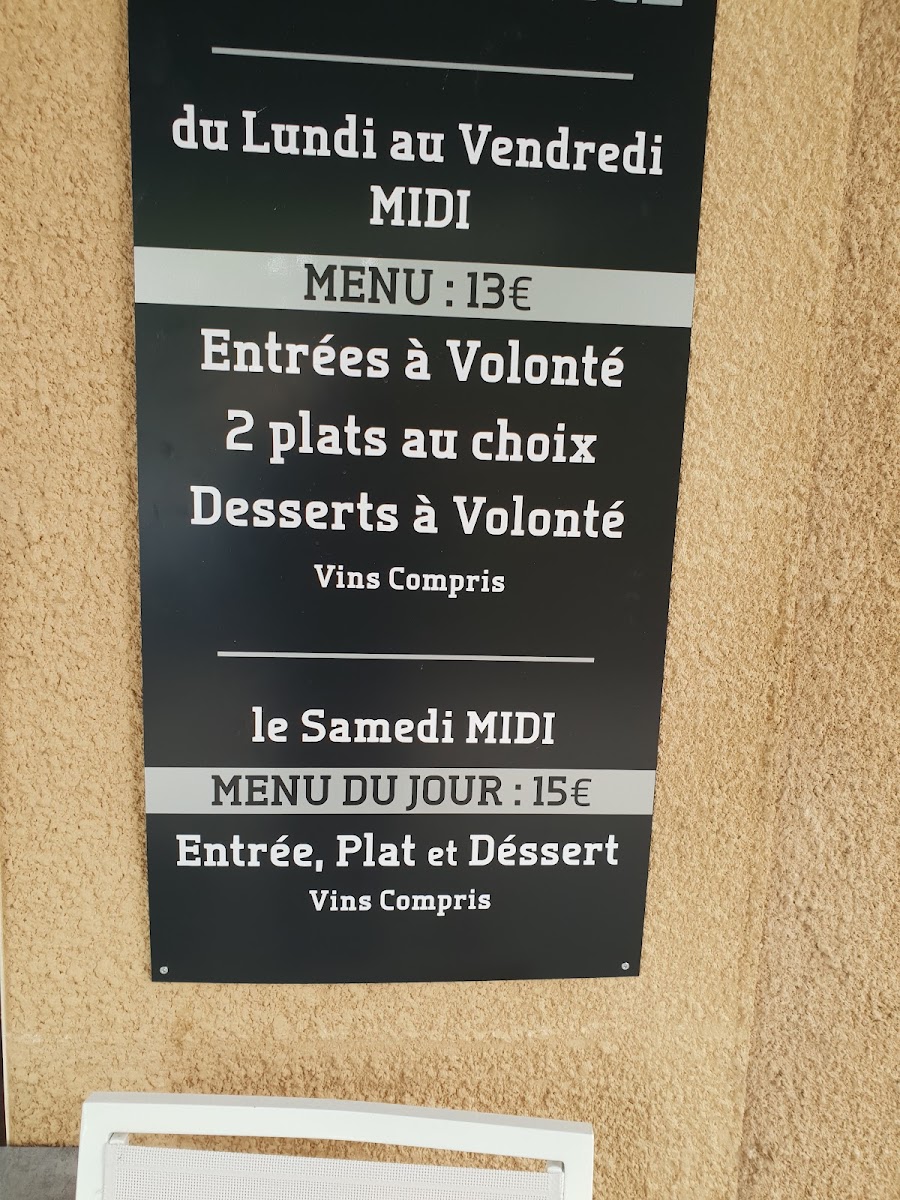 du Lundi au Vendredi
MIDI
MENU : 13€
Entrées à Volonté
2 plats au choix
Desserts à Volonté
Vins Compris
le Samedi MIDI
MENU DU JOUR : 15€
Entrée, Plat et Déssert
Vins Compris